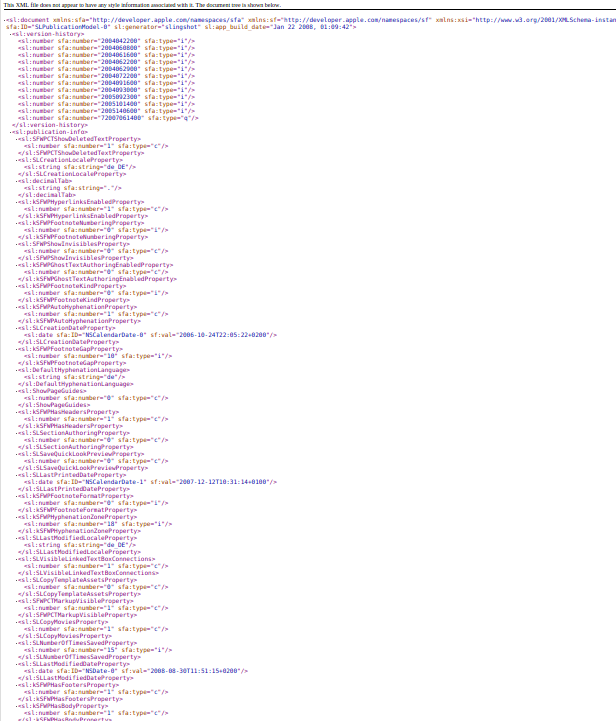 This XML file does not appear to have any style information associated with it. The document tree is shown below.
-<sl:document xmlns:sfa="http://developer.apple.com/namespaces/sfa" xmlns:sf="http://developer.apple.com/namespaces/sf" xmlns:xsi="http://www.w3.org/2001/XMLSchema-instan
sfa:ID="SLPublicationModel-0" sl:generator="slingshot" sl:app_build_date="Jan 22 2008, 01:09:42">
-<sl:version-history>
<sl:number sfa:number="2004042200" sfa:type="i"/>
<sl:number sfa:number="2004060800" sfa:type="i"/>
<sl:number sfa:number="2004061600" sfa:type="i"/>
<sl:number sfa:number="2004062200" sfa:type="i"/>
<sl:number sfa:number="2004062900" sfa:type="i"/>
<sl:number sfa:number="2004072200" sfa:type="i"/>
<sl:number sfa:number="2004091600" sfa:type="i"/>
<sl:number sfa:number="2004093000" sfa:type="i"/>
<sl:number sfa:number="2005092300" sfa:type="i"/>
<sl:number sfa:number="2005101400" sfa:type="i"/>
<sl:number sfa:number="2005140600" sfa:type="i"/>
<sl:number sfa:number="72007061400" sfa:type="q"/>
</sl:version-history>
-<sl:publication-info>
-<sl:SFWPCTShowDeletedTextProperty>
<sl:number sfa:number="1" sfa:type="c"/>
</sl:SFWPCTShowDeletedTextProperty>
-<sl:SLCreationLocaleProperty>
<sl:string sfa:string="de_DE"/>
</sl:SLCreationLocaleProperty>
-<sl:decimalTab>
<sl:string sfa:string="."/>
</sl:decimalTab>
-<sl:kSFWPHyperlinksEnabledProperty>
<sl:number sfa:number="1" sfa:type="c"/>
</sl:kSFWPHyperlinksEnabledProperty>
-<sl:kSFWPFootnoteNumberingProperty>
<sl:number sfa:number="0" sfa:type="i"/>
</sl:kSFWPFootnoteNumberingProperty>
-<sl:SFWPShowInvisiblesProperty>
<sl:number sfa:number="0" sfa:type="c"/>
</sl:SFWPShowInvisiblesProperty>
-<sl:kSFWPGhostTextAuthoringEnabledProperty>
<sl:number sfa:number="0" sfa:type="c"/>
</sl:kSFWPGhostTextAuthoringEnabledProperty>
-<sl:kSFWPFootnoteKindProperty>
<sl:number sfa:number="0" sfa:type="i"/>
</sl:kSFWPFootnoteKindProperty>
-<sl:kSFWPAutoHyphenationProperty>
<sl:number sfa:number="1" sfa:type="c"/>
</sl:kSFWPAutoHyphenationProperty>
-<sl:SLCreationDateProperty>
<sl:date sfa:ID="NSCalendarDate-0" sf:val="2006-10-24T22:05:22+0200"/>
</sl:SLCreationDateProperty>
-<sl:kSFWPFootnoteGapProperty>
<sl:number sfa:number="10" sfa:type="i"/>
</sl:kSFWPFootnoteGapProperty>
-<sl:DefaultHyphenationLanguage>
<sl:string sfa:string="de"/>
</sl:DefaultHyphenationLanguage>
-<sl:ShowPageGuides>
<sl:number sfa:number="0" sfa:type="c"/>
</sl:ShowPageGuides>
-<sl:kSFWPHasHeadersProperty>
<sl:number sfa:number="1" sfa:type="c"/>
</sl:kSFWPHasHeadersProperty>
-<sl:SLSectionAuthoringProperty>
<sl:number sfa:number="0" sfa:type="c"/>
</sl:SLSectionAuthoringProperty>
-<sl:SLSaveQuickLookPreviewProperty>
<sl:number sfa:number="0" sfa:type="c"/>
</sl:SLSaveQuickLookPreviewProperty>
-<sl:SLLastPrintedDateProperty>
<sl:date sfa:ID="NSCalendarDate-1" sf:val="2007-12-12T10:31:14+0100"/>
</sl:SLLastPrintedDateProperty>
-<sl:kSFWPFootnoteFormatProperty>
<sl:number sfa:number="0" sfa:type="i"/>
</sl:kSFWPFootnoteFormatProperty>
-<sl:kSFWPHyphenationZoneProperty>
<sl:number sfa:number="18" sfa:type="i"/>
</sl:kSFWPHyphenationZoneProperty>
-<sl:SLLastModifiedLocaleProperty>
<sl:string sfa:string="de_DE"/>
</sl:SLLastModifiedLocaleProperty>
-<sl:SLVisibleLinkedTextBoxConnections>
<sl:number sfa:number="1" sfa:type="c"/>
</sl:SLVisibleLinkedTextBoxConnections>
-<sl:SLCopyTemplateAssetsProperty>
<sl:number sfa:number="0" sfa:type="c"/>
</sl:SLCopyTemplateAssetsProperty>
-<sl:SFWPCTMarkupVisibleProperty>
<sl:number sfa:number="1" sfa:type="c"/>
</sl:SFWPCTMarkupVisibleProperty>
-<sl:SLCopyMoviesProperty>
<sl:number sfa:number="1" sfa:type="c"/>
</sl:SLCopyMoviesProperty>
-<sl:SLNumberOfTimesSavedProperty>
<sl:number sfa:number="15" sfa:type="i"/>
</sl:SLNumberOfTimesSavedProperty>
-<sl:SLLastModifiedDateProperty>
<sl:date sfa:ID="NSDate-0" sf:val="2008-08-30T11:51:15+0200"/>
</sl:SLLastModifiedDateProperty>
-<sl:kSFWPHasFootersProperty>
<sl:number sfa:number="1" sfa:type="c"/>
</sl:kSFWPHasFootersProperty>
-<sl:kSFWPHasBodyProperty>
<sl:number sfa:number="1" sfa:type="c"/>
</sl:kSFWPHasBodyProperty>